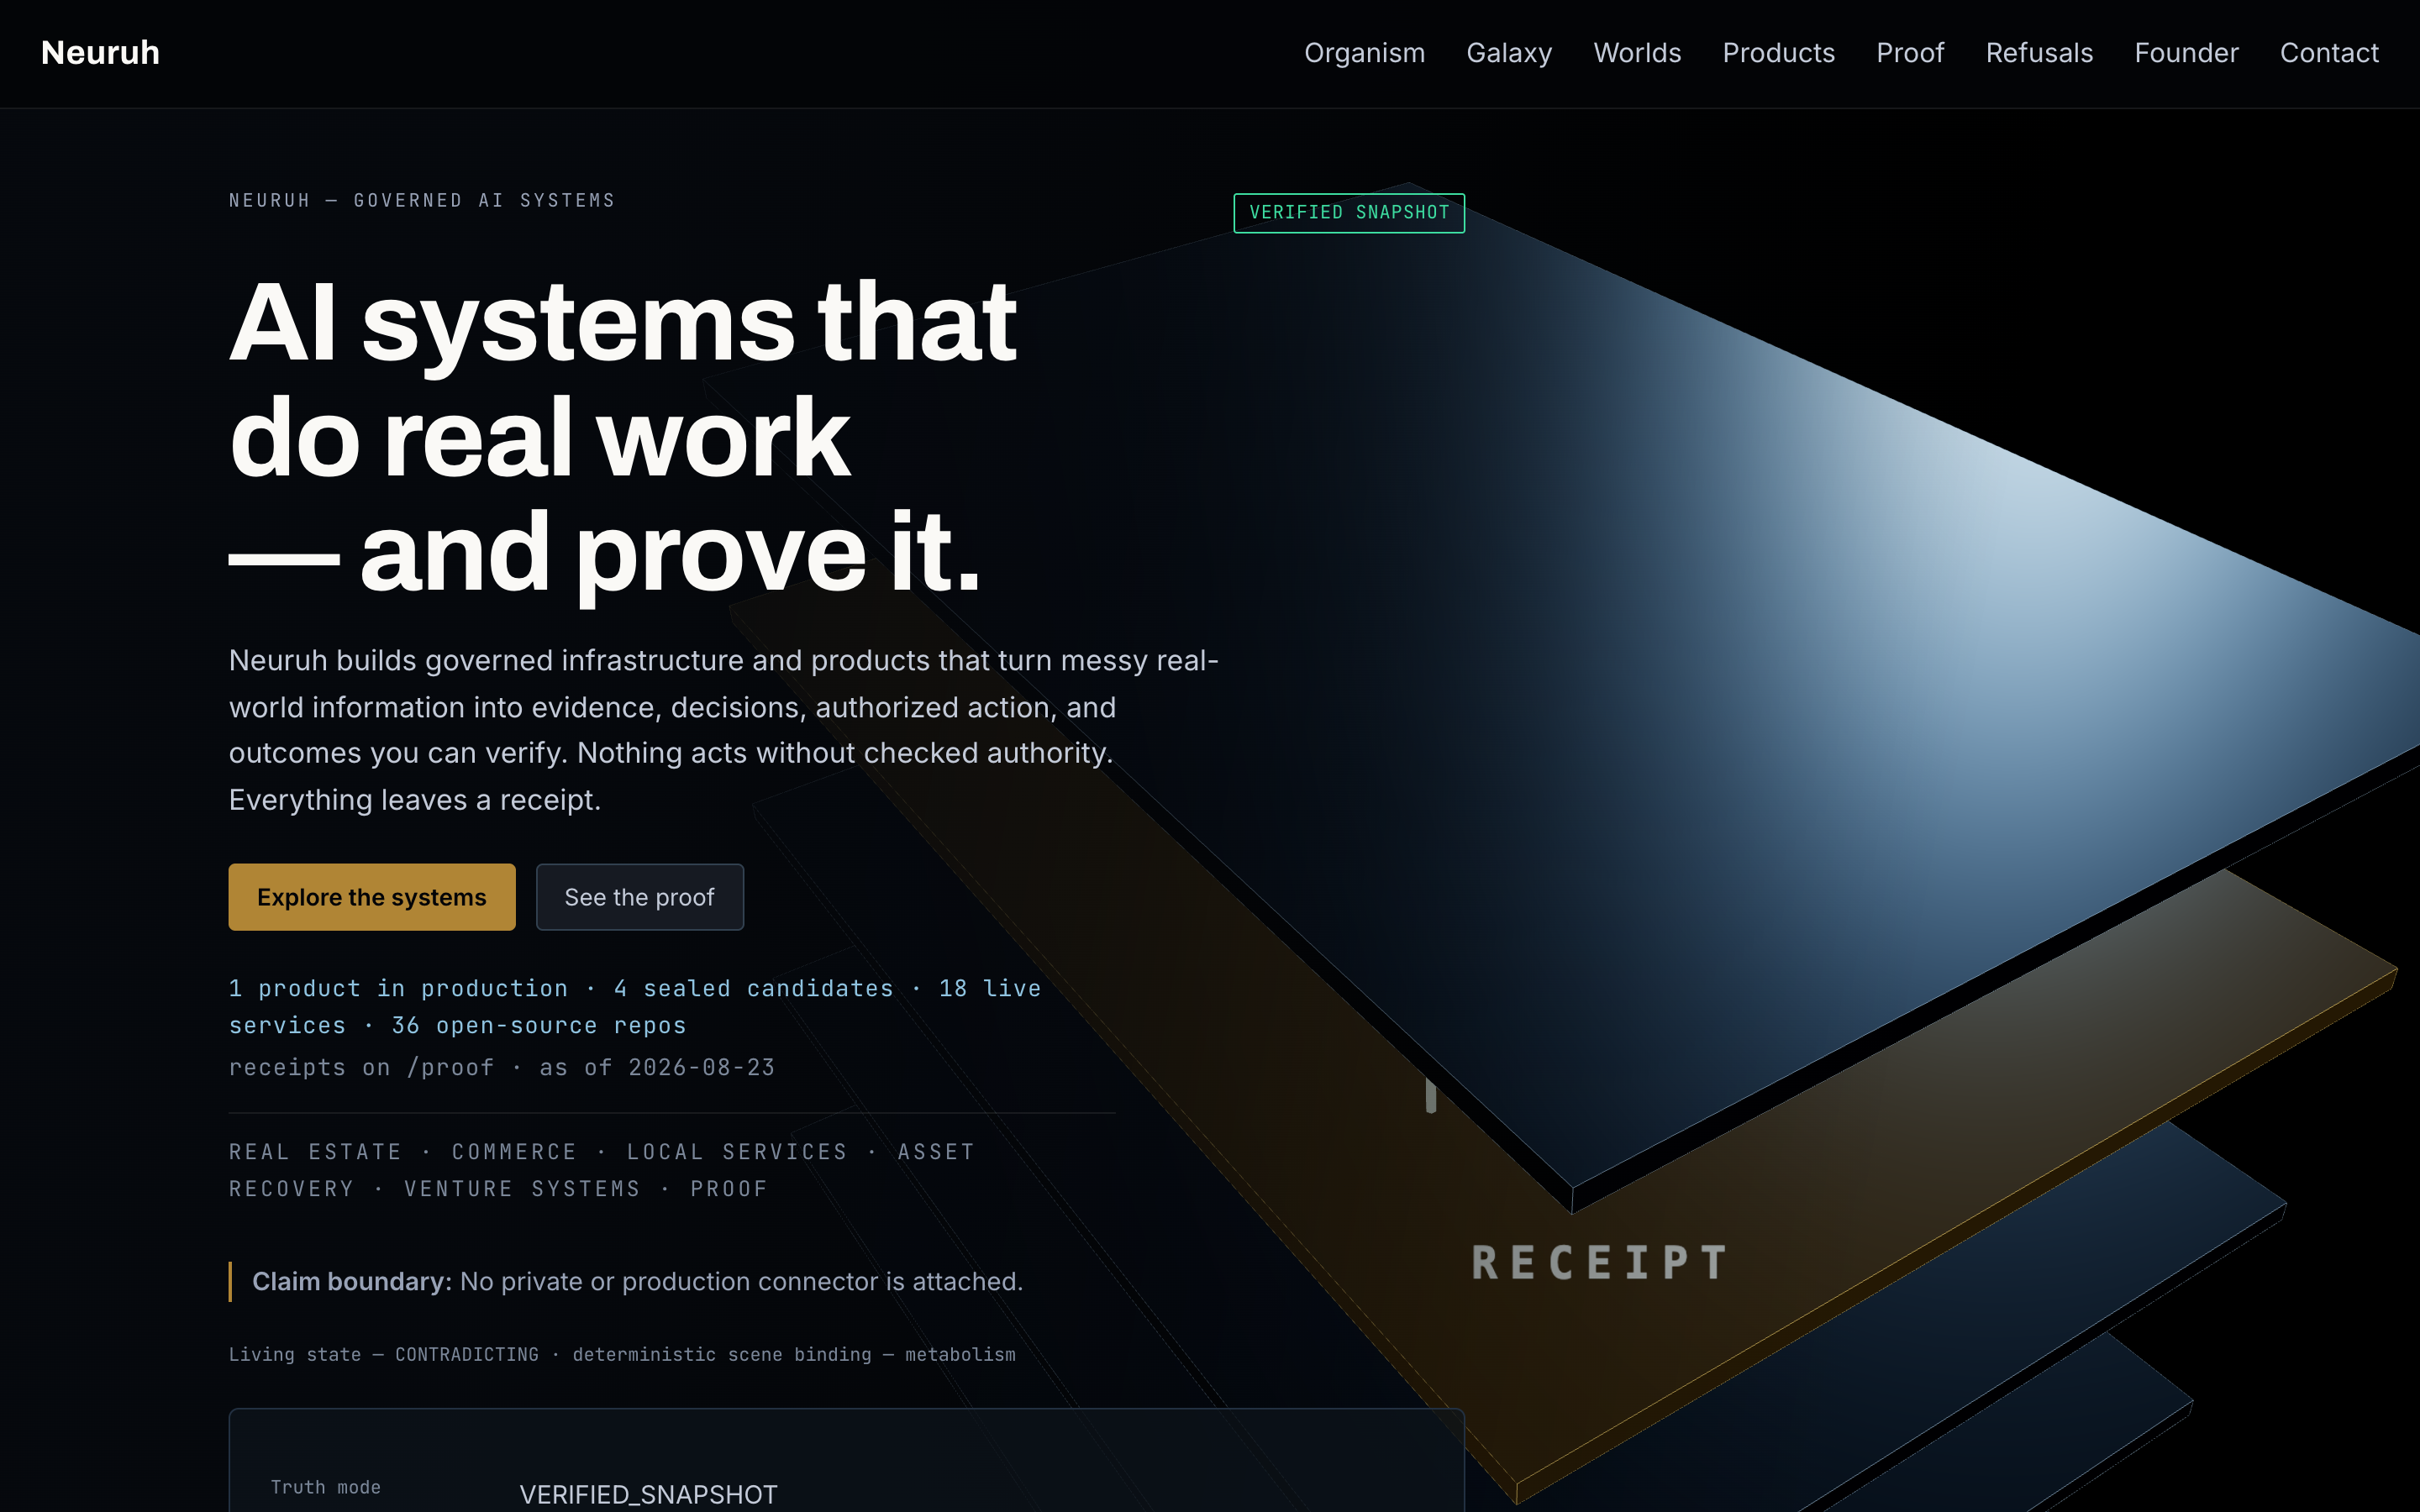 Neuruh
Organism Galaxy Worlds Products Proof Refusals Founder Contact
NEURUH — GOVERNED AI SYSTEMS
VERIFIED SNAPSHOT
AI systems that
do real work
— and prove it.
Neuruh builds governed infrastructure and products that turn messy real-
world information into evidence, decisions, authorized action, and
outcomes you can verify. Nothing acts without checked authority.
Everything leaves a receipt.
Explore the systems
See the proof
1 product in production · 4 sealed candidates · 18 live
services · 36 open-source repos
receipts on /proof · as of 2026-08-23
REAL ESTATE · COMMERCE · LOCAL SERVICES · ASSET
RECOVERY · VENTURE SYSTEMS · PROOF
RECEIPT
Claim boundary: No private or production connector is attached.
Living state — CONTRADICTING · deterministic scene binding — metabolism
Truth mode
VERIFIED_SNAPSHOT